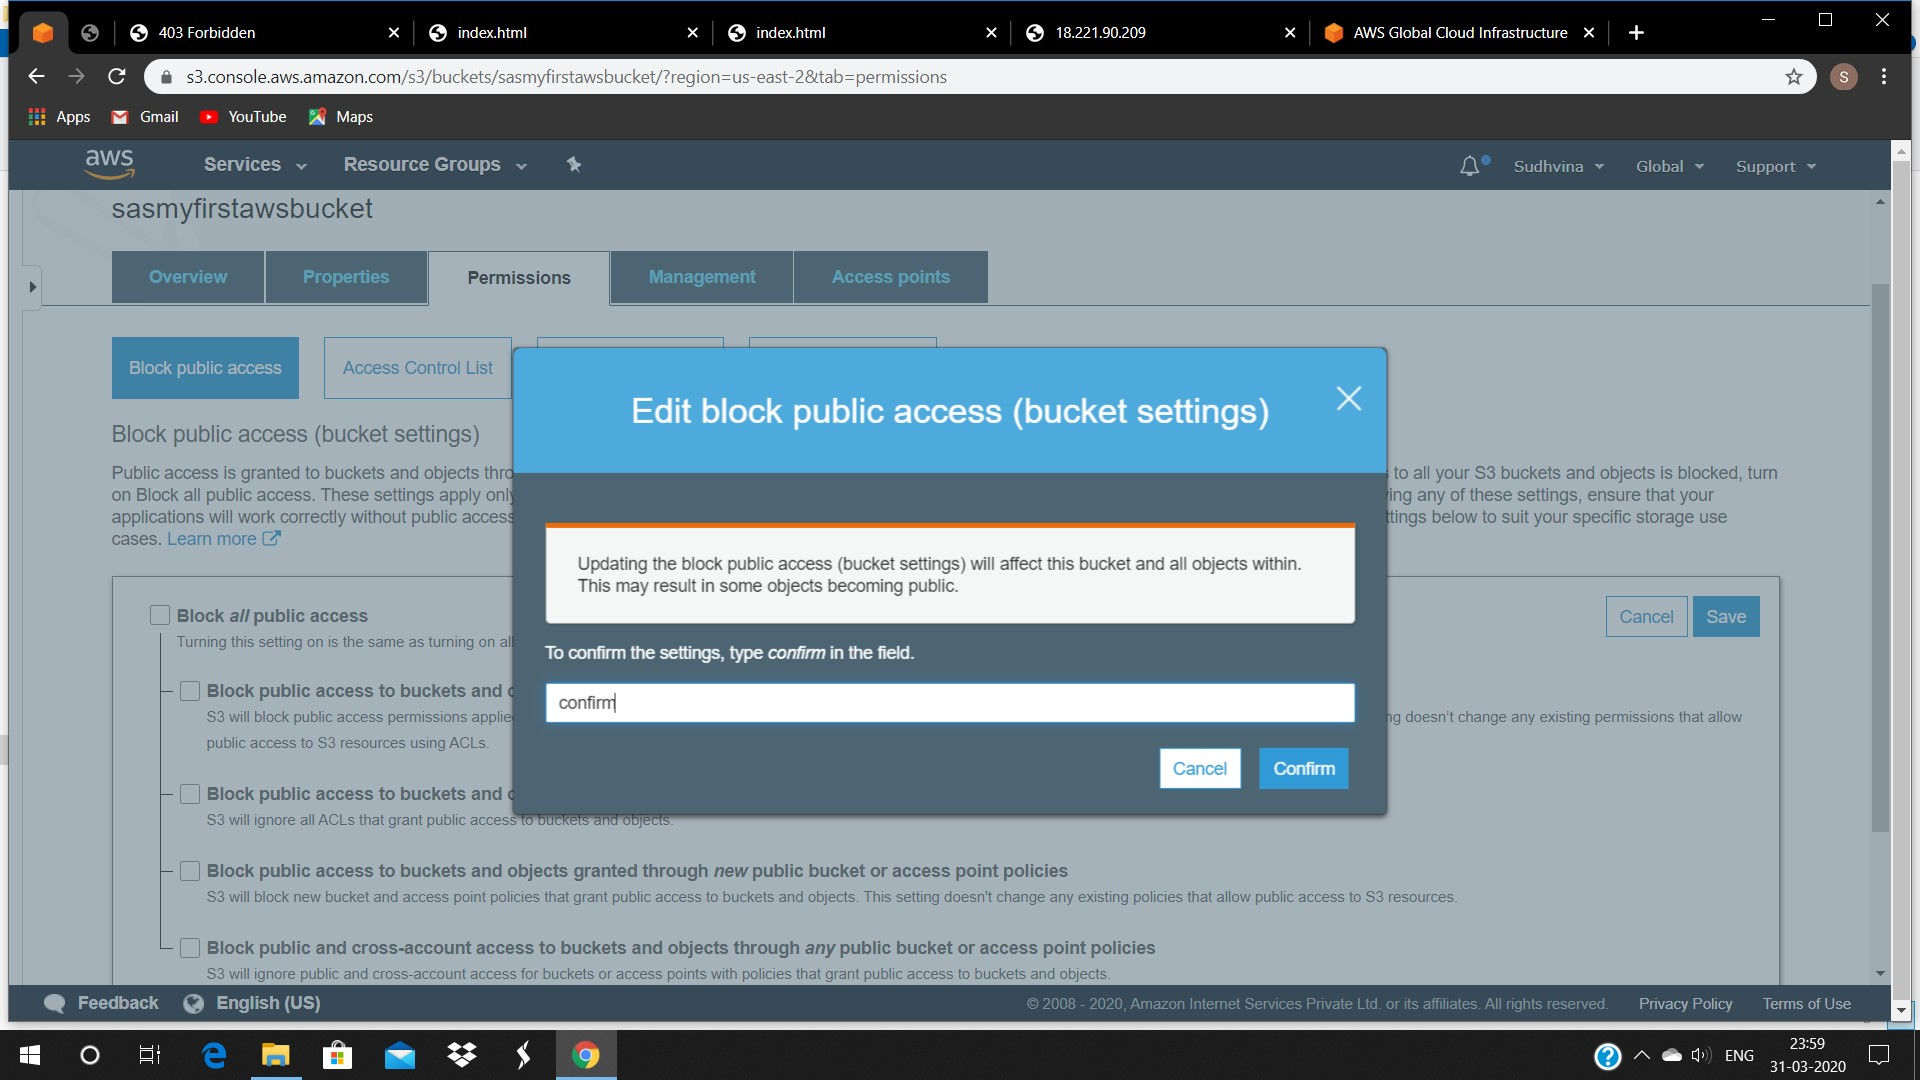 403 Forbidden
index.html
index.html
18.221.90.209
AWS Global Cloud Infrastructure
s3.console.aws.amazon.com/s3/buckets/sasmyfirstawsbucket/?region=us-east-2&tab=permissions
S
Apps
Gmail
YouTube
Maps
aws
Services
Resource Groups
Sudhvina
Global
Support
sasmyfirstawsbucket
Overview
Properties
Permissions
Management
Access points
Block public access
Access Control List
Edit block public access (bucket settings)
Block public access (bucket settings)
Public access is granted to buckets and objects
to all your S3 buckets and objects is blocked, turn
on Block all public access. These settings apply only
any of these settings, ensure that your
applications will work correctly without public access
below to suit your specific storage use
cases. Learn more
Updating the block public access (bucket settings) will affect this bucket and all objects within.
This may result in some objects becoming public.
To confirm the settings, type confirm in the field.
confirm
Cancel
Confirm
Block all public access
Cancel
Save
Turning this setting on is the same as turning on
Block public access to buckets and
S3 will block public access permissions
doesn't change any existing permissions that allow
public access to S3 resources using ACLs.
Block public access to buckets and
S3 will ignore all ACLs that grant public access to buckets and objects.
Block public access to buckets and objects granted through new public bucket or access point policies
S3 will block new bucket and access point policies that grant public access to buckets and objects. This setting doesn't change any existing policies that allow public access to S3 resources.
Block public and cross-account access to buckets and objects through any public bucket or access point policies
S3 will ignore public and cross-account access for buckets or access points with policies that grant public access to buckets and objects.
Feedback
English (US)
© 2008 - 2020, Amazon Internet Services Private Ltd. or its affiliates. All rights reserved.
Privacy Policy
Terms of Use
ENG
23:59
31-03-2020